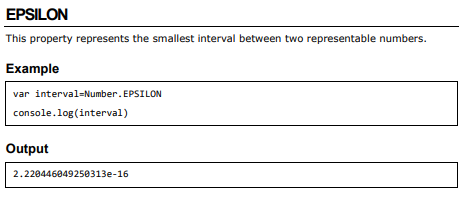 EPSILON
This property represents the smallest interval between two representable numbers.
Example
var interval=Number.EPSILON
console.log(interval)
Output
2.220446049250313e-16